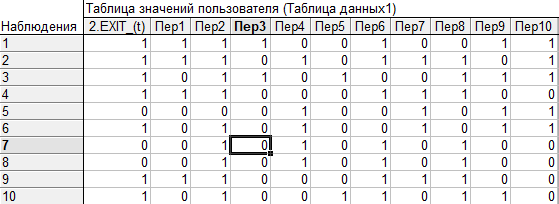 Таблица значений пользователя (Таблица данных1)
Наблюдения 2.EXIT_(t) Пер1 Пер2 Пер3 Пер4 Пер5 Пер6 Пер7 Пер8 Пер9 Пер10
1 1 1 1 1 0 0 1 0 0 1 1
2 1 1 1 0 1 0 1 1 1 0 1
3 1 0 1 1 0 1 0 0 1 1 1
4 1 1 1 0 0 0 1 1 1 0 0
5 0 0 0 0 1 0 1 0 1 1 1
6 1 0 1 0 1 0 0 1 0 1 1
7 0 0 1 0 1 0 1 1 1 0 0
8 0 0 1 0 1 0 1 1 1 0 0
9 1 1 1 0 0 0 1 1 1 1 0
10 1 0 1 0 0 1 1 0 1 1 0